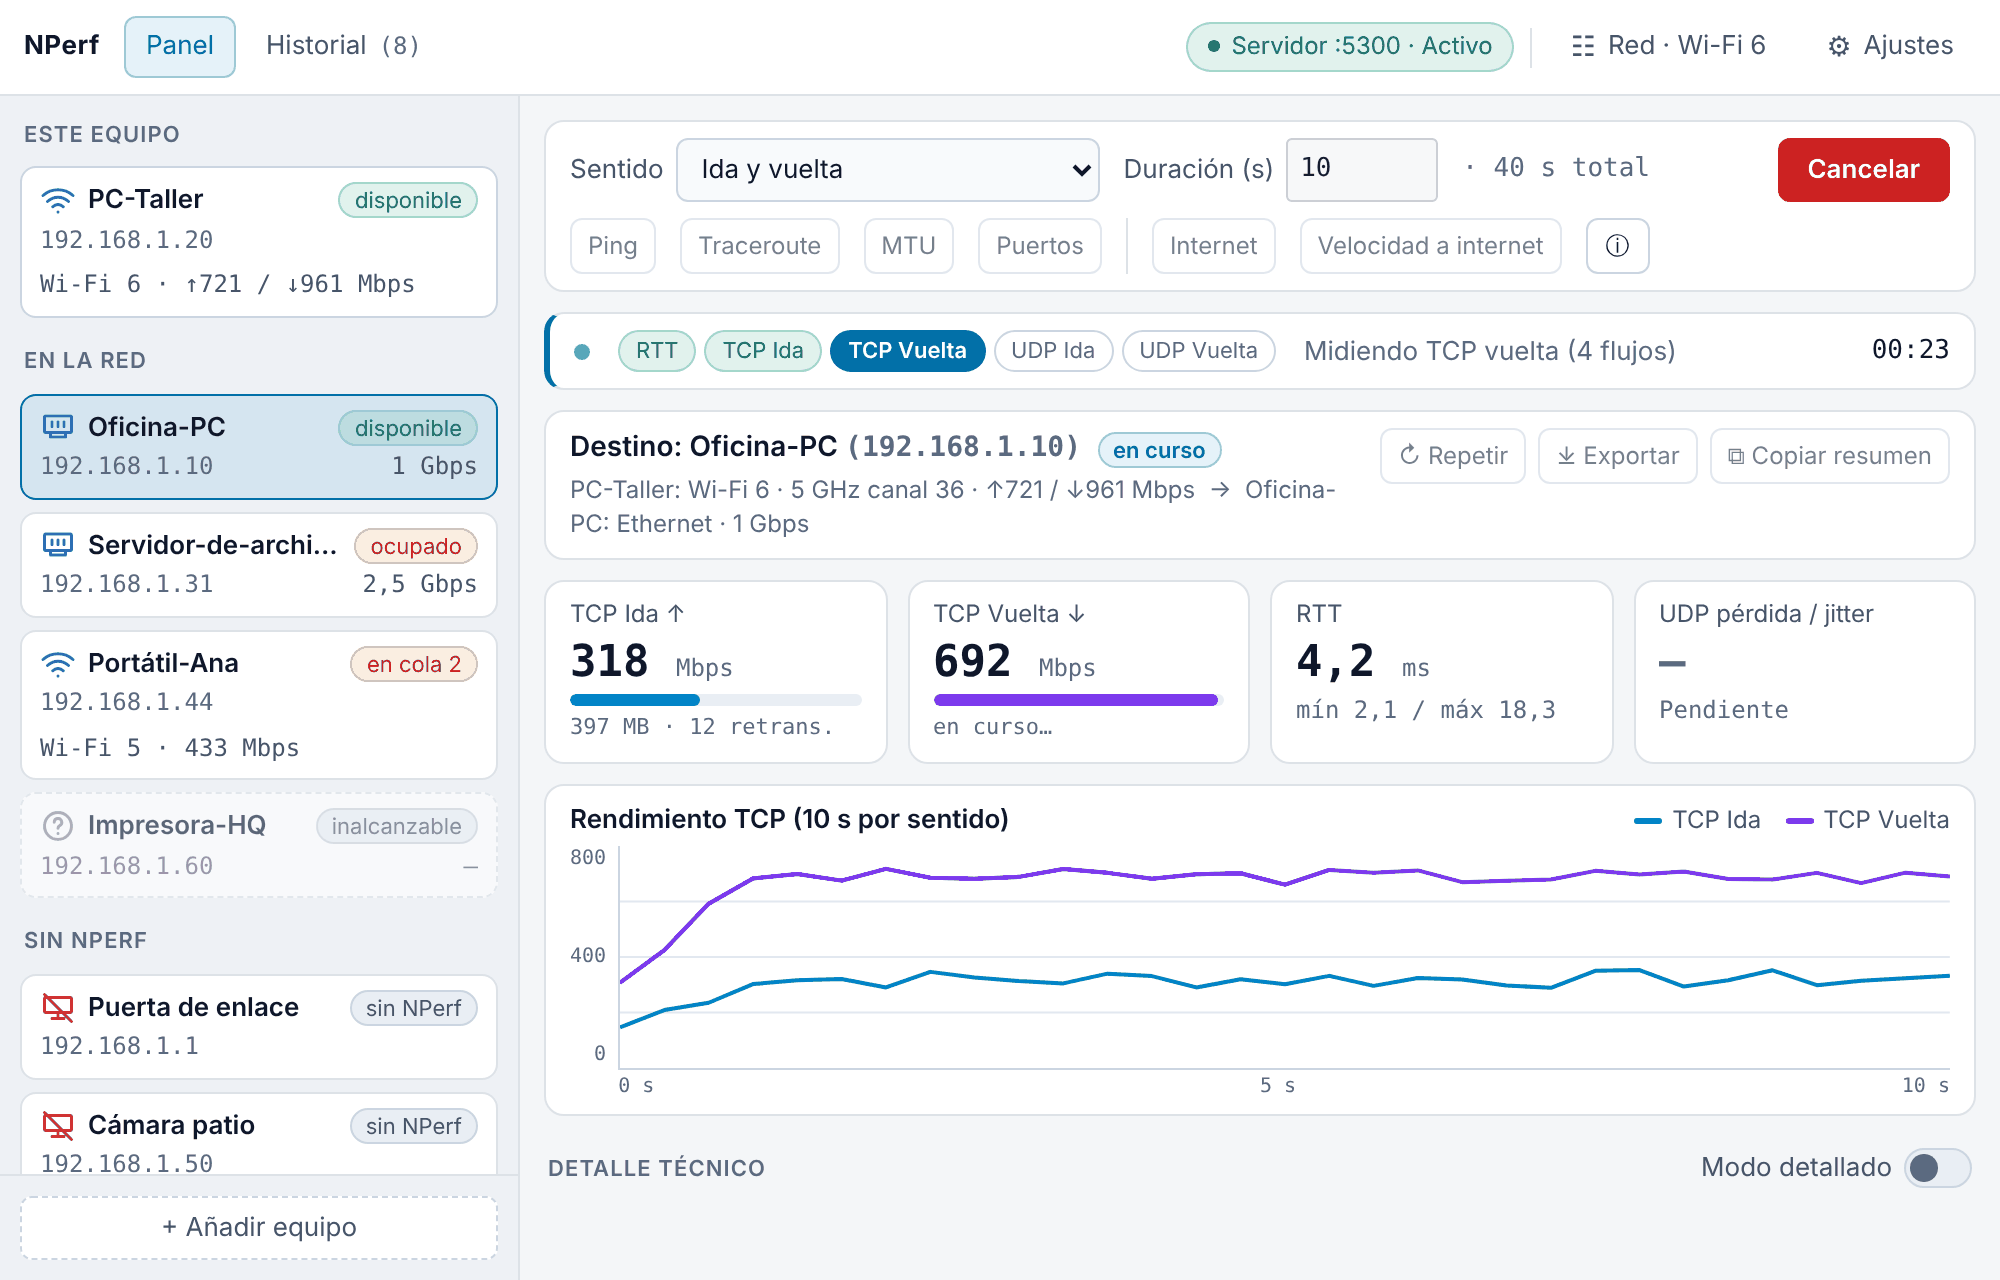 NPerf Panel Historial (8) Servidor :5300 · Activo Red · Wi-Fi 6 Ajustes
ESTE EQUIPO
PC-Taller disponible
192.168.1.20
Wi-Fi 6 · ↑721 / ↓961 Mbps
EN LA RED
Oficina-PC disponible
192.168.1.10 1 Gbps
Servidor-de-archi... ocupado
192.168.1.31 2,5 Gbps
Portátil-Ana en cola 2
192.168.1.44
Wi-Fi 5 · 433 Mbps
Impresora-HQ inalcanzable
192.168.1.60 —
SIN NPERF
Puerta de enlace sin NPerf
192.168.1.1
Cámara patio sin NPerf
192.168.1.50
+ Añadir equipo
Sentido Ida y vuelta Duración (s) 10 · 40 s total Cancelar
Ping Traceroute MTU Puertos Internet Velocidad a internet ⓘ
RTT TCP Ida TCP Vuelta UDP Ida UDP Vuelta Midiendo TCP vuelta (4 flujos) 00:23
Destino: Oficina-PC (192.168.1.10) en curso Repetir Exportar Copiar resumen
PC-Taller: Wi-Fi 6 · 5 GHz canal 36 · ↑721 / ↓961 Mbps → Oficina-
PC: Ethernet · 1 Gbps
TCP Ida ↑
318 Mbps
397 MB · 12 retrans.
TCP Vuelta ↓
692 Mbps
en curso…
RTT
4,2 ms
mín 2,1 / máx 18,3
UDP pérdida / jitter
—
Pendiente
Rendimiento TCP (10 s por sentido) TCP Ida TCP Vuelta
800
400
0
0 s 5 s 10 s
DETALLE TÉCNICO Modo detallado